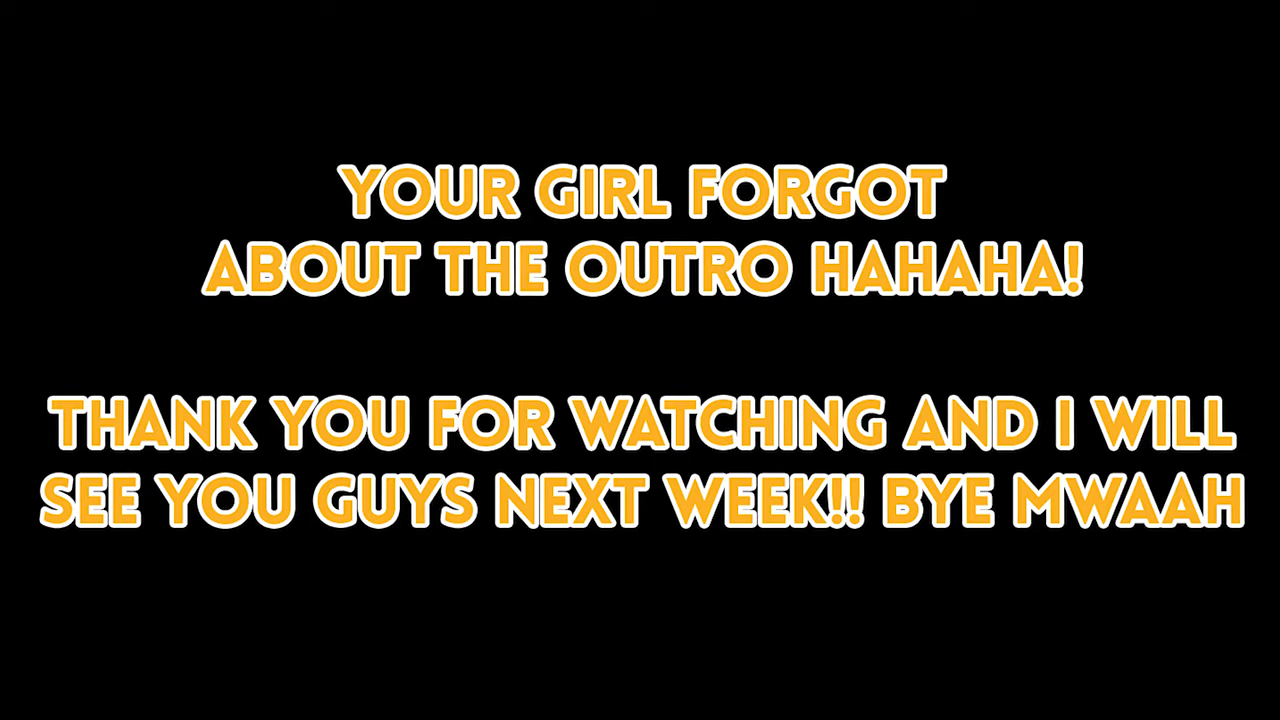 YOUR GIRL FORGOT
ABOUT THE OUTRO HAHAHA!
THANK YOU FOR WATCHING AND I WILL
SEE YOU GUYS NEXT WEEK!! BYE MWAAH